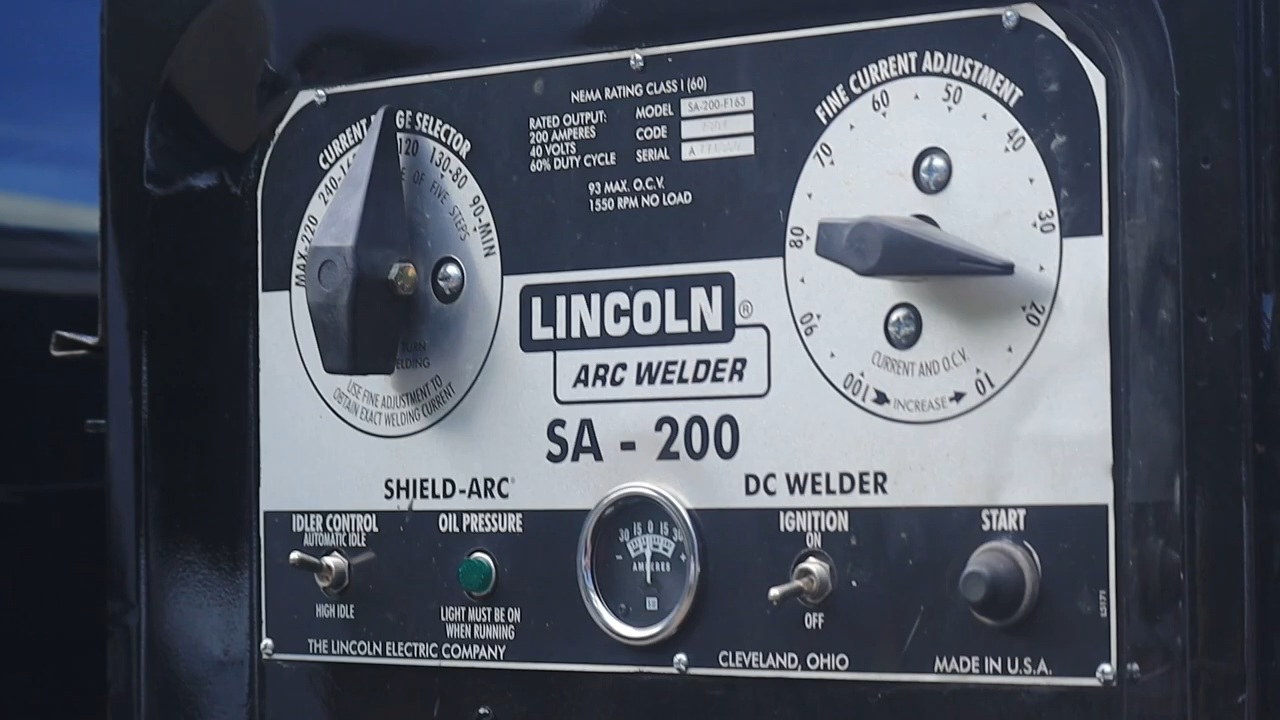 NEMA RATING CLASS I (60)
RATED OUTPUT:
200 AMPERES
40 VOLTS
60% DUTY CYCLE
MODEL SA-200-F163
CODE
SERIAL A
93 MAX. O.C.V.
1550 RPM NO LOAD
CURRENT GE SELECTOR
MAX-220 240- 120 130-80 90-MIN
OF FIVE STEPS
TURN
ELDING
USE FINE ADJUSTMENT TO
OBTAIN EXACT WELDING CURRENT
FINE CURRENT ADJUSTMENT
10 20 30 40 50 60 70 80 90 100
CURRENT AND O.C.V.
INCREASE
LINCOLN ®
ARC WELDER
SA - 200
SHIELD-ARC
DC WELDER
IDLER CONTROL
AUTOMATIC IDLE
HIGH IDLE
OIL PRESSURE
LIGHT MUST BE ON
WHEN RUNNING
30 15 0 15 30
AMPERES
IGNITION
ON
OFF
START
L5171
THE LINCOLN ELECTRIC COMPANY
CLEVELAND, OHIO
MADE IN U.S.A.